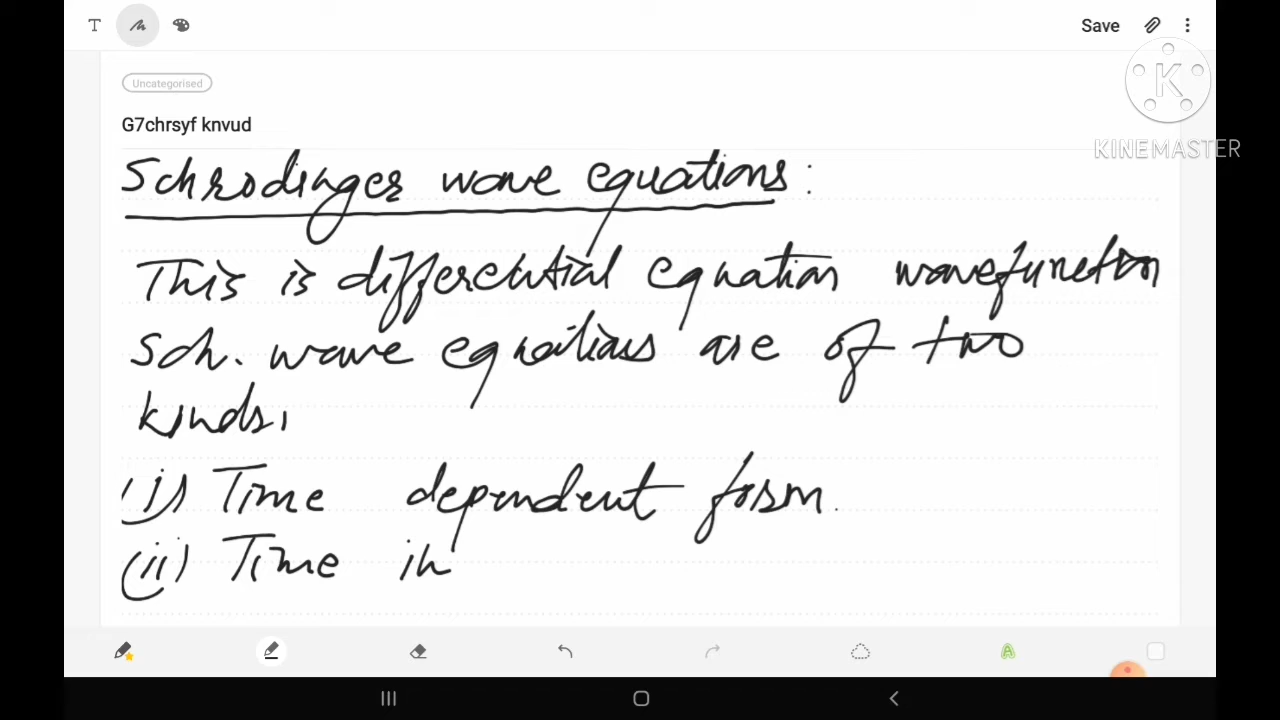 T Save
Uncategorised
K
KINEMASTER
G7chrsyf knvud
Schrodinger wave equations :
This is differential equation wavefunction
Sch. wave equations are of two
kinds,
(i) Time dependent form.
(ii) Time in
A